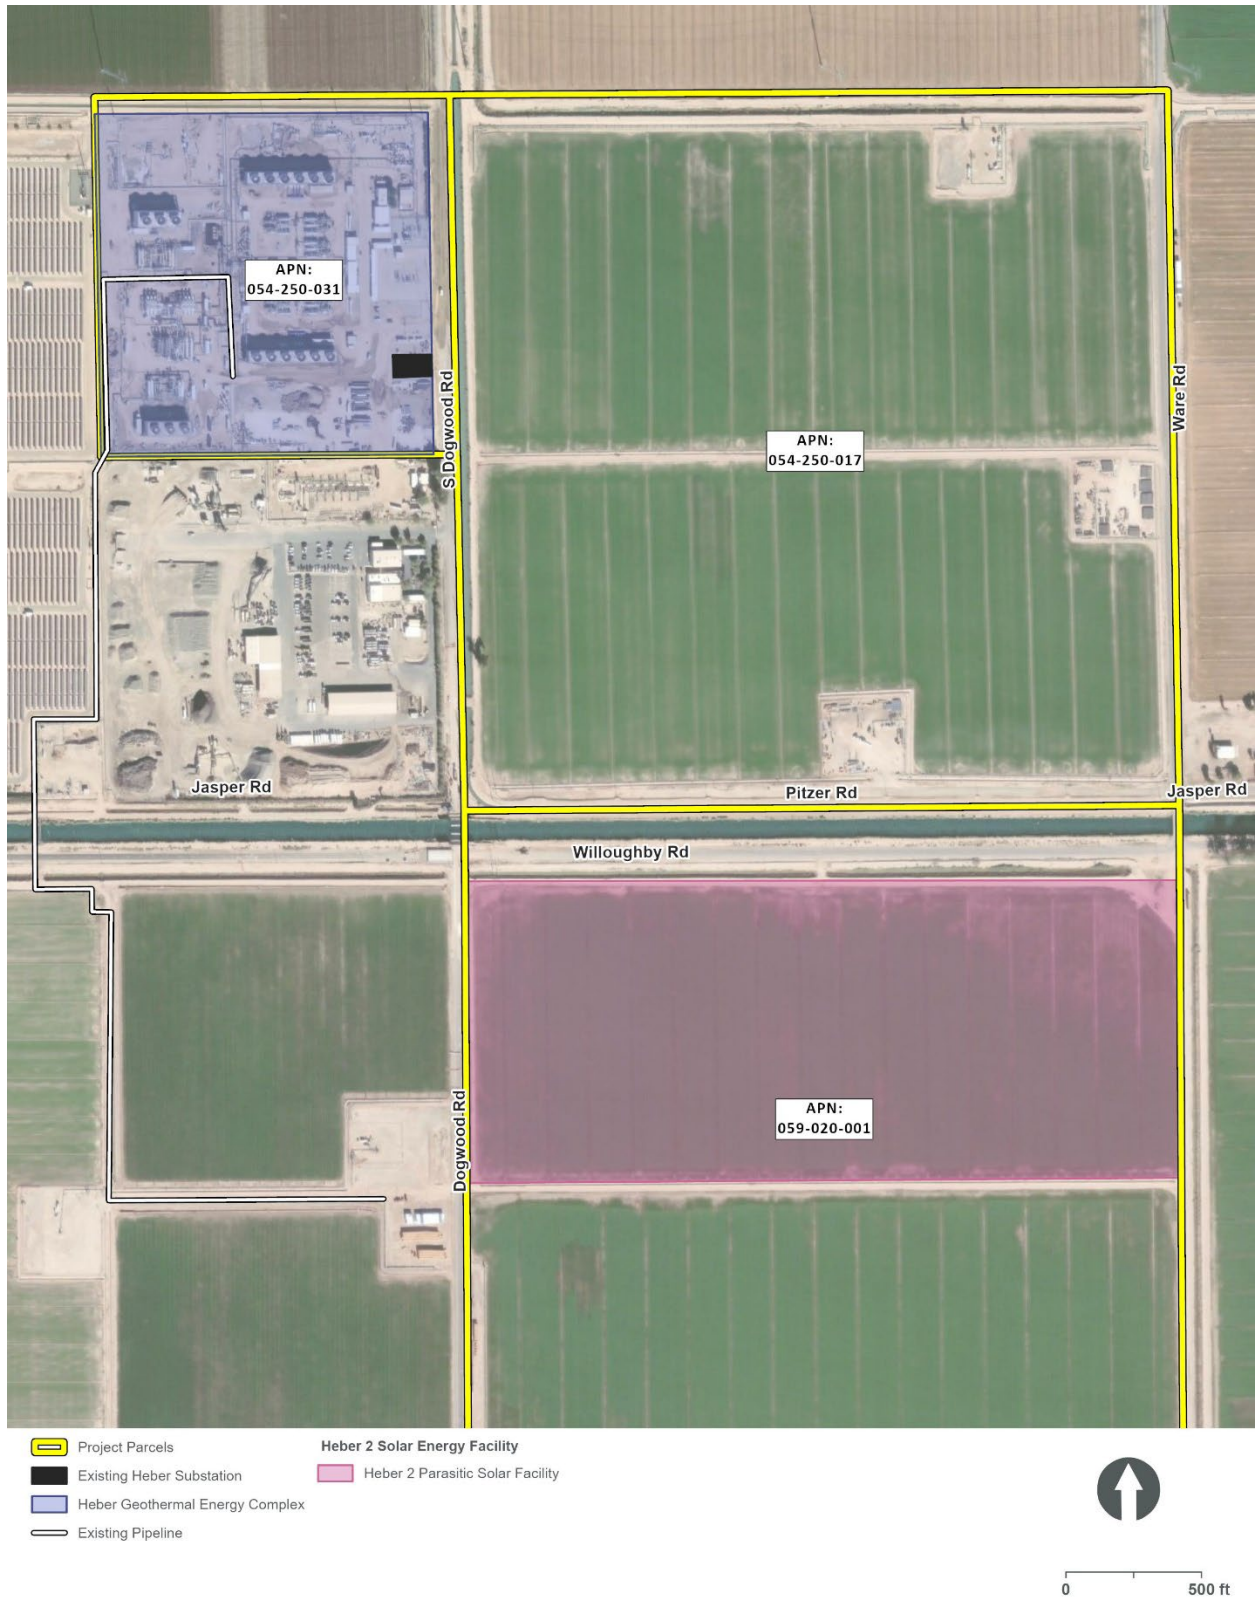 APN:
054-250-031
S Dogwood Rd
Ware Rd
APN:
054-250-017
Jasper Rd
Pitzer Rd
Jasper Rd
Willoughby Rd
Dogwood Rd
APN:
059-020-001
Project Parcels
Existing Heber Substation
Heber Geothermal Energy Complex
Existing Pipeline
Heber 2 Solar Energy Facility
Heber 2 Parasitic Solar Facility
0 500 ft